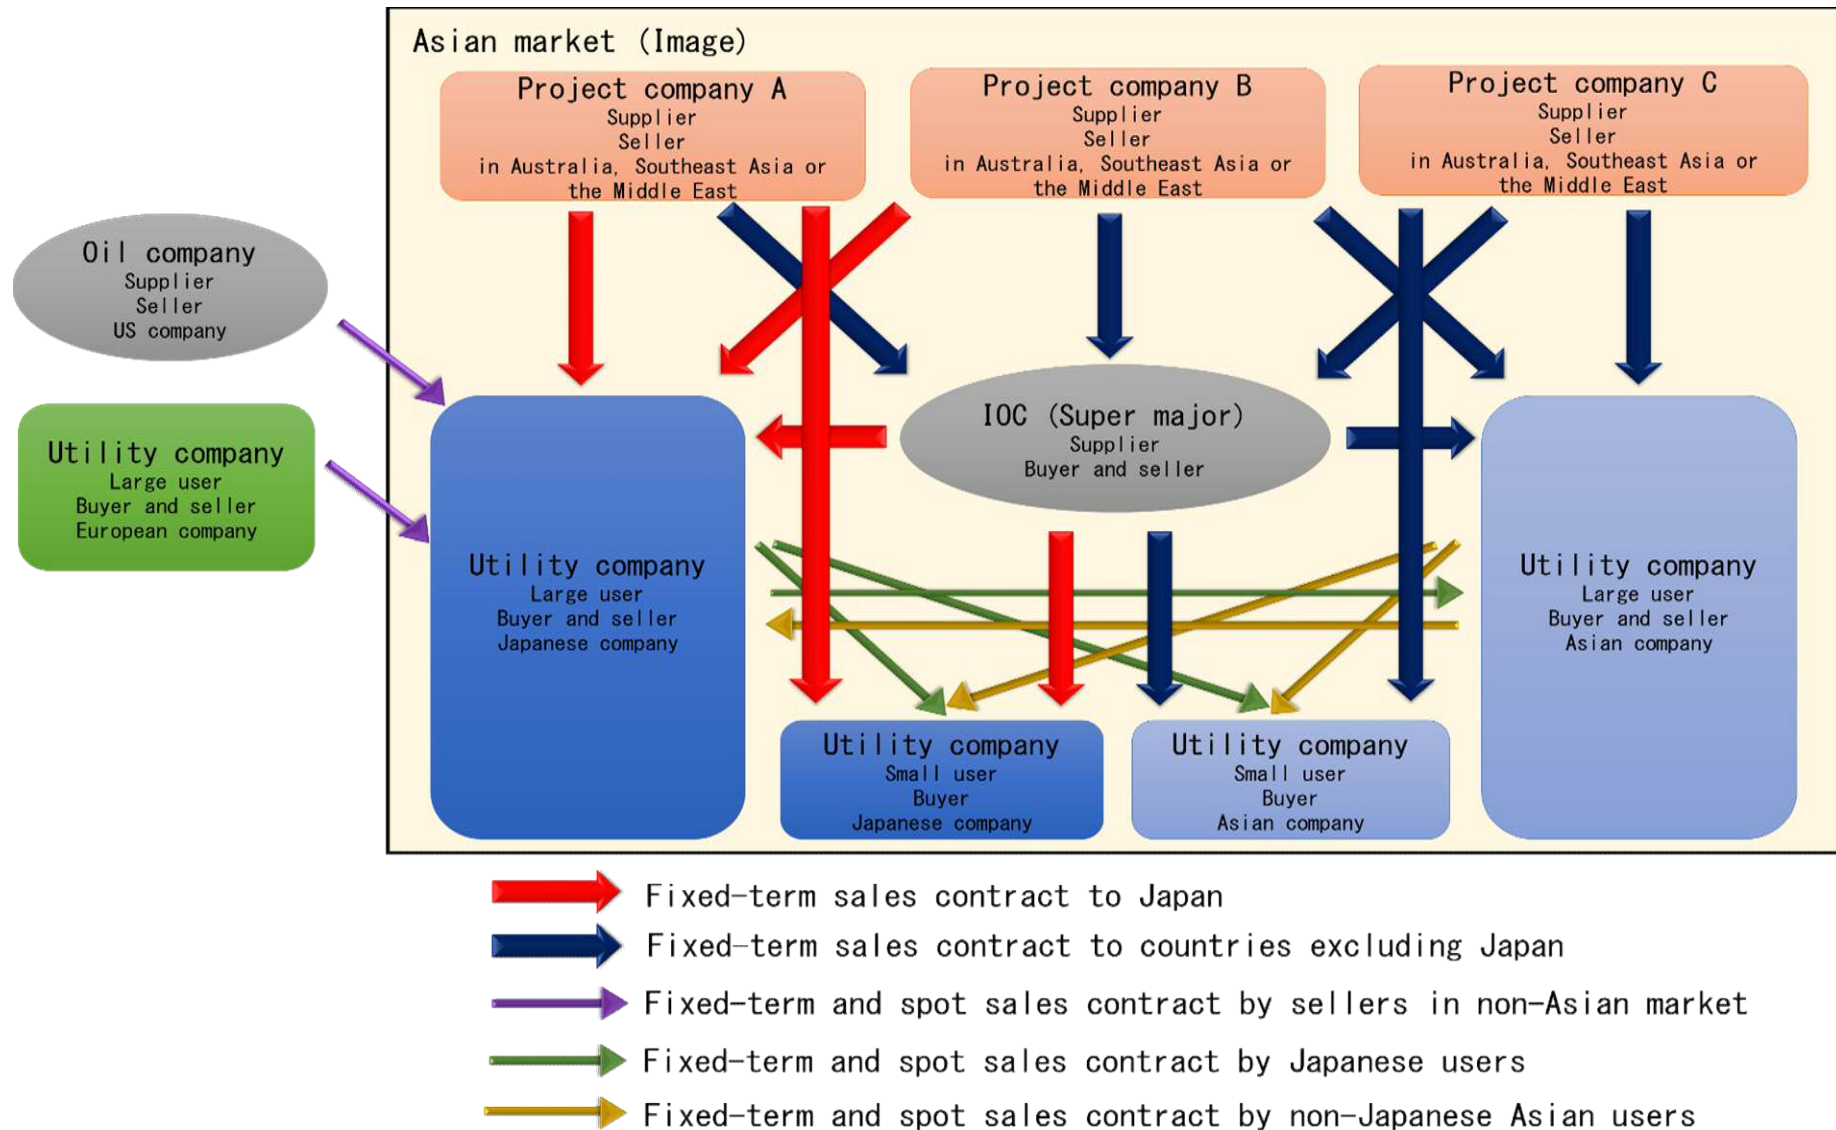 Asian market (Image)
Project company A
Supplier
Seller
in Australia, Southeast Asia or
the Middle East
Project company B
Supplier
Seller
in Australia, Southeast Asia or
the Middle East
Project company C
Supplier
Seller
in Australia, Southeast Asia or
the Middle East
Oil company
Supplier
Seller
US company
Utility company
Large user
Buyer and seller
European company
IOC (Super major)
Supplier
Buyer and seller
Utility company
Large user
Buyer and seller
Japanese company
Utility company
Large user
Buyer and seller
Asian company
Utility company
Small user
Buyer
Japanese company
Utility company
Small user
Buyer
Asian company
Fixed-term sales contract to Japan
Fixed-term sales contract to countries excluding Japan
Fixed-term and spot sales contract by sellers in non-Asian market
Fixed-term and spot sales contract by Japanese users
Fixed-term and spot sales contract by non-Japanese Asian users